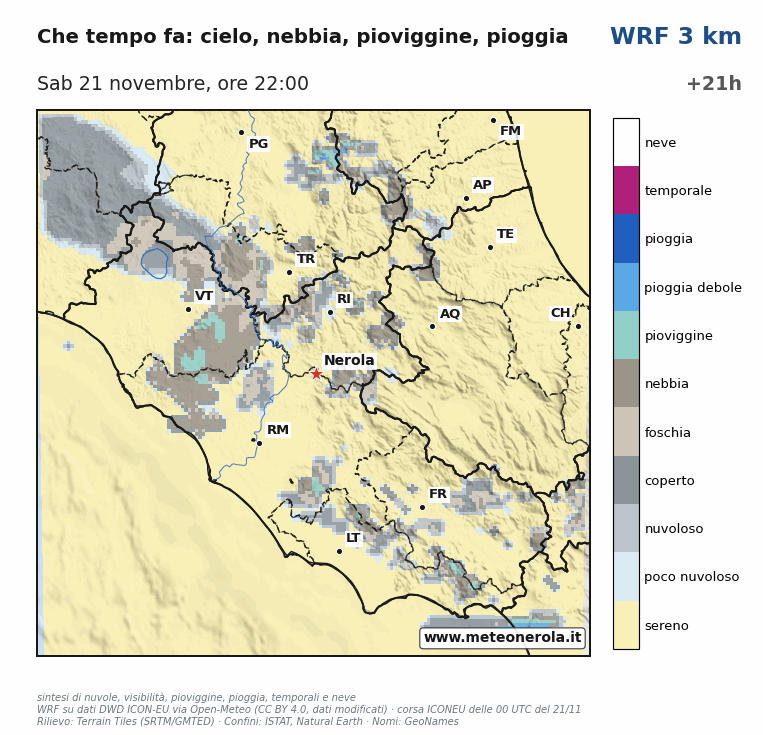 Che tempo fa: cielo, nebbia, pioviggine, pioggia
WRF 3 km
Sab 21 novembre, ore 22:00
+21h
FM
PG
AP
TE
TR
VT
RI
AQ
CH
Nerola
RM
FR
LT
www.meteonerola.it
neve
temporale
pioggia
pioggia debole
pioviggine
nebbia
foschia
coperto
nuvoloso
poco nuvoloso
sereno
sintesi di nuvole, visibilità, pioviggine, pioggia, temporali e neve
WRF su dati DWD ICON-EU via Open-Meteo (CC BY 4.0, dati modificati) · corsa ICONEU delle 00 UTC del 21/11
Rilievo: Terrain Tiles (SRTM/GMTED) · Confini: ISTAT, Natural Earth · Nomi: GeoNames